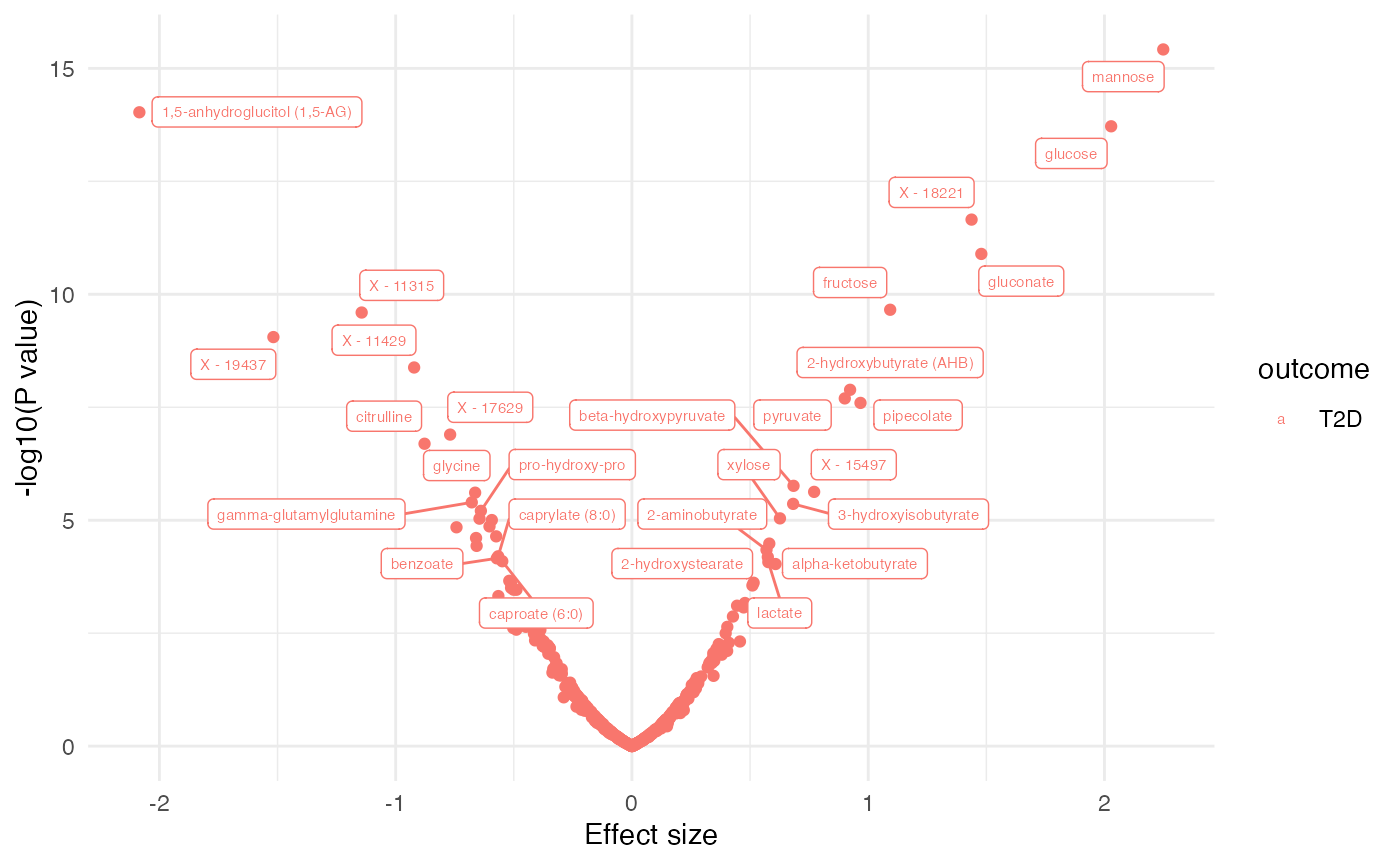 15
mannose
1,5-anhydroglucitol (1,5-AG)
glucose
X - 18221
X - 11315
fructose
gluconate
10
X - 11429
X - 19437
2-hydroxybutyrate (AHB)
outcome
a T2D
citrulline
X - 17629
beta-hydroxypyruvate
pyruvate
pipecolate
glycine
pro-hydroxy-pro
xylose
X - 15497
gamma-glutamylglutamine
caprylate (8:0)
2-aminobutyrate
3-hydroxyisobutyrate
5
benzoate
2-hydroxystearate
alpha-ketobutyrate
caproate (6:0)
lactate
0
-log10(P value)
-2 -1 0 1 2
Effect size